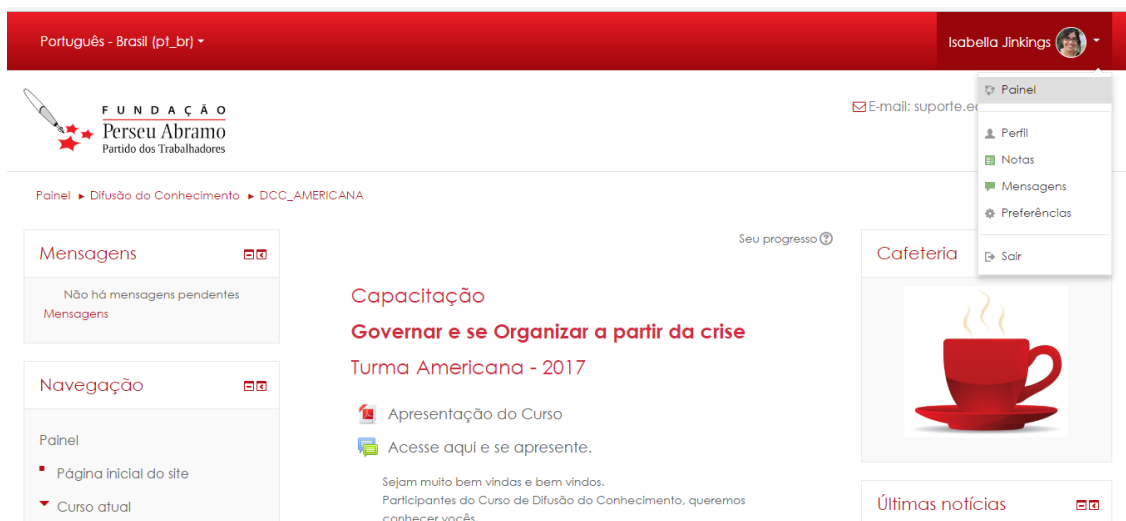 Português - Brasil (pt_br)
Isabella Jinkings
Painel
Perfil
Notas
Mensagens
Preferências
Sair
FUNDAÇÃO
Perseu Abramo
Partido dos Trabalhadores
E-mail: suporte.
Painel ► Difusão do Conhecimento ► DCC_AMERICANA
Mensagens
Não há mensagens pendentes
Mensagens
Navegação
Painel
Página inicial do site
Curso atual
Seu progresso
Capacitação
Governar e se Organizar a partir da crise
Turma Americana - 2017
Apresentação do Curso
Acesse aqui e se apresente.
Sejam muito bem vindas e bem vindos.
Participantes do Curso de Difusão do Conhecimento, queremos
conhecer vocês.
Cafeteria
Últimas notícias